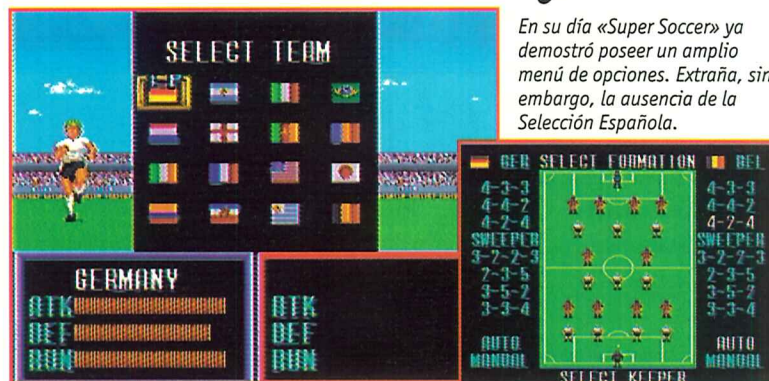 En su día «Super Soccer» ya
demostró poseer un amplio
menú de opciones. Extraña, sin
embargo, la ausencia de la
Selección Española.
SELECT TEAM
GERMANY
ATK
DEF
RUN
ATK
DEF
RUN
GER SELECT FORMATION BEL
4-3-3
4-4-2
4-2-4
SWEEPER
3-2-2-3
2-3-5
3-5-2
3-3-4
AUTO
MANUAL
4-3-3
4-4-2
4-2-4
SWEEPER
3-2-2-3
2-3-5
3-5-2
3-3-4
AUTO
MANUAL
SELECT KEEPER